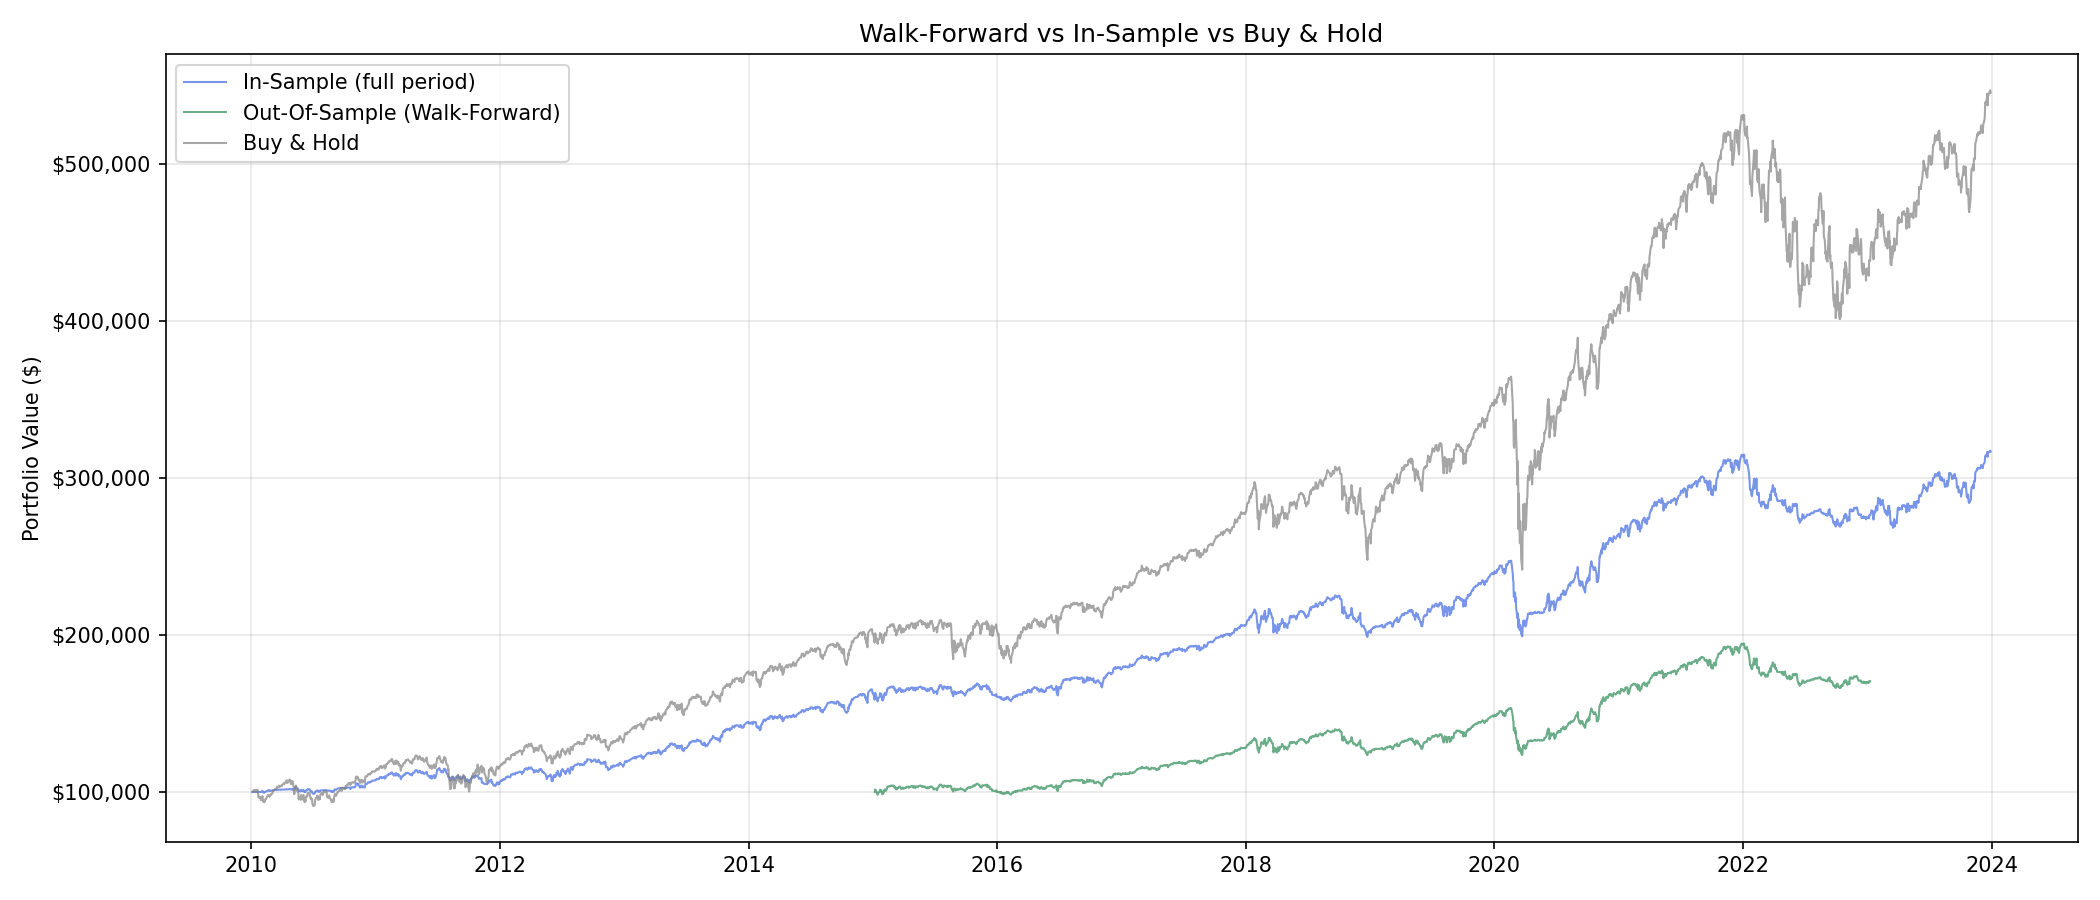 Walk-Forward vs In-Sample vs Buy & Hold
In-Sample (full period)
Out-Of-Sample (Walk-Forward)
Buy & Hold
Portfolio Value ($)
$500,000
$400,000
$300,000
$200,000
$100,000
2010 2012 2014 2016 2018 2020 2022 2024